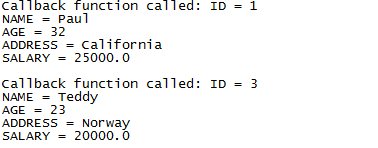 Callback function called: ID = 1
NAME = Paul
AGE = 32
ADDRESS = California
SALARY = 25000.0
Callback function called: ID = 3
NAME = Teddy
AGE = 23
ADDRESS = Norway
SALARY = 20000.0